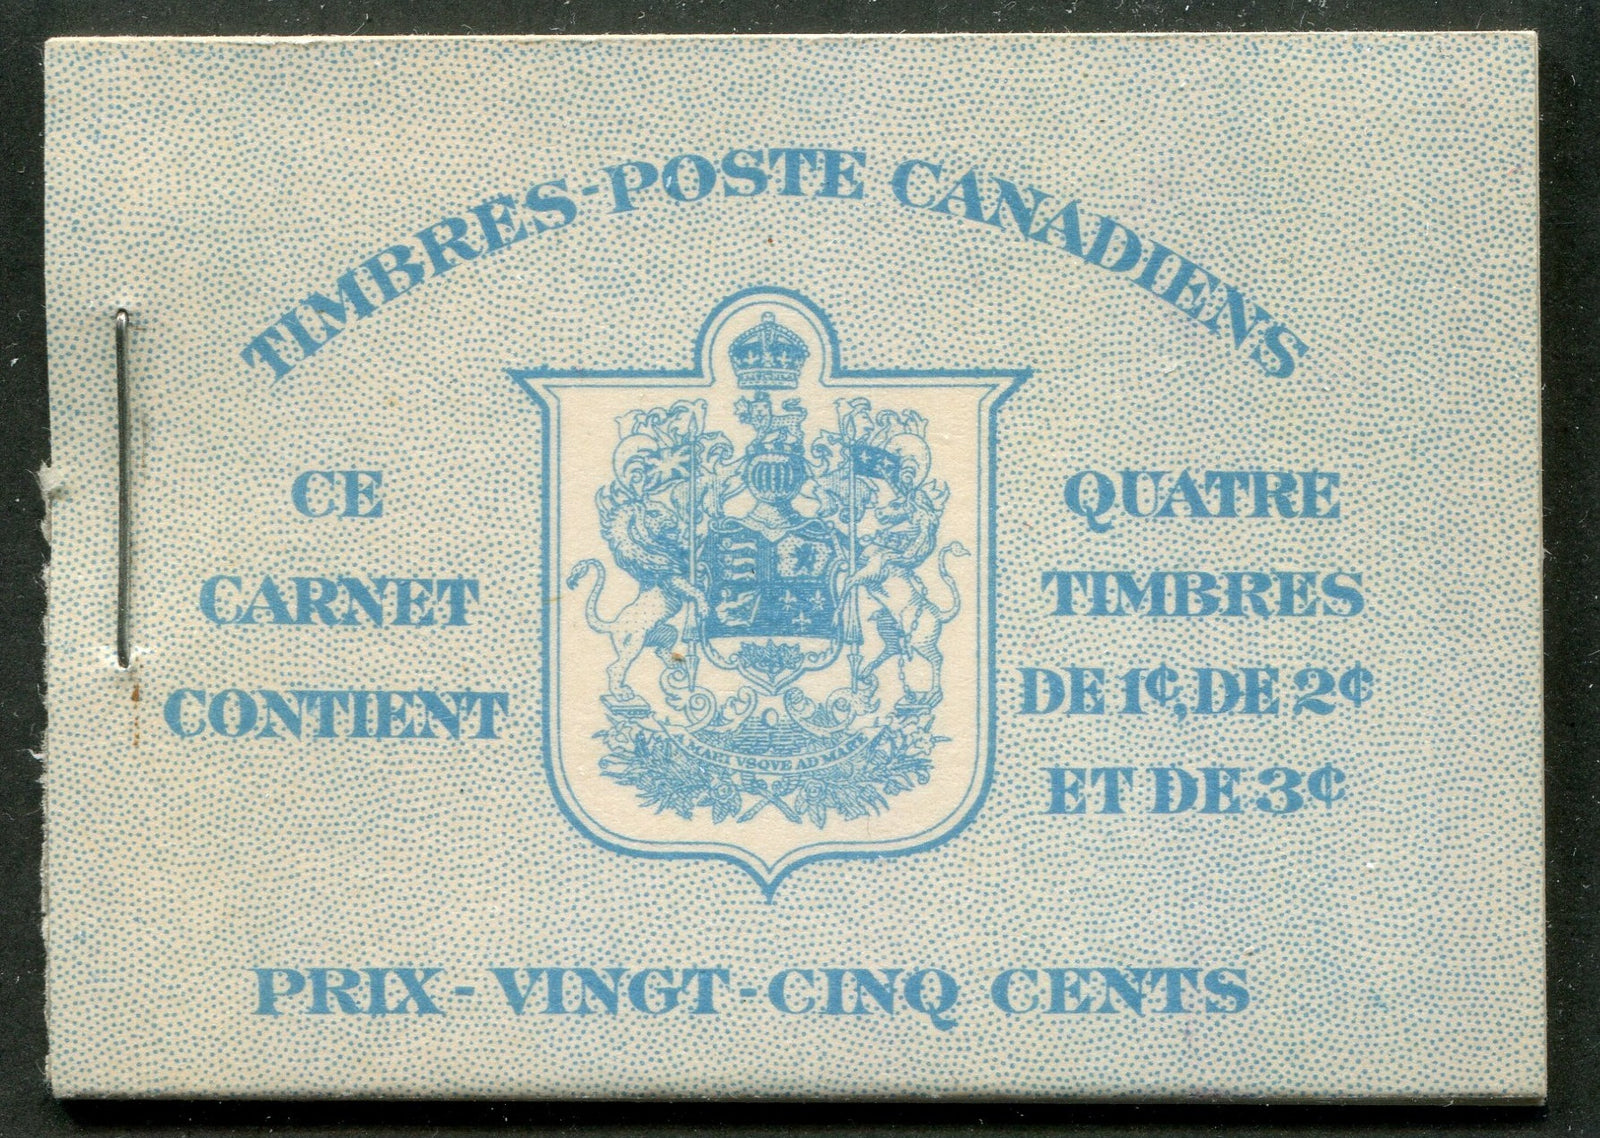 TIMBRES-POSTE CANADIENS
CE
CARNET
CONTIENT
QUATRE
TIMBRES
DE 1¢, DE 2¢
ET DE 3¢
A MARI VSQVE AD MARE
PRIX - VINGT-CINQ CENTS